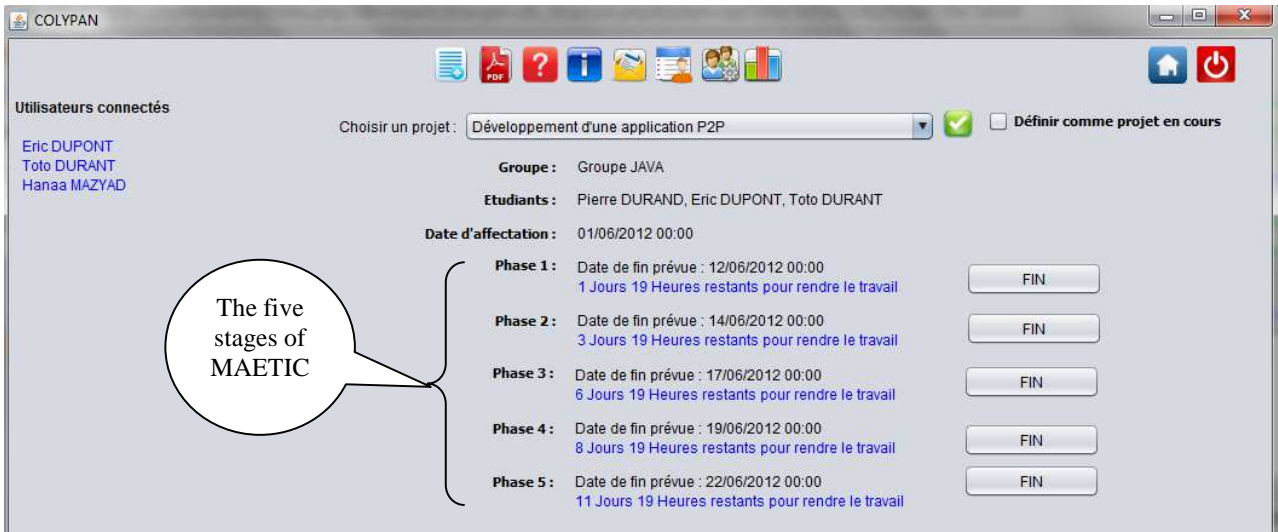 COLYPAN
PDF
Utilisateurs connectés
Eric DUPONT
Toto DURANT
Hanaa MAZYAD
Choisir un projet : Développement d'une application P2P Définir comme projet en cours
Groupe : Groupe JAVA
Etudiants : Pierre DURAND, Eric DUPONT, Toto DURANT
Date d'affectation : 01/06/2012 00:00
Phase 1 : Date de fin prévue : 12/06/2012 00:00
1 Jours 19 Heures restants pour rendre le travail
FIN
Phase 2 : Date de fin prévue : 14/06/2012 00:00
3 Jours 19 Heures restants pour rendre le travail
FIN
Phase 3 : Date de fin prévue : 17/06/2012 00:00
6 Jours 19 Heures restants pour rendre le travail
FIN
Phase 4 : Date de fin prévue : 19/06/2012 00:00
8 Jours 19 Heures restants pour rendre le travail
FIN
Phase 5 : Date de fin prévue : 22/06/2012 00:00
11 Jours 19 Heures restants pour rendre le travail
FIN
The five
stages of
MAETIC